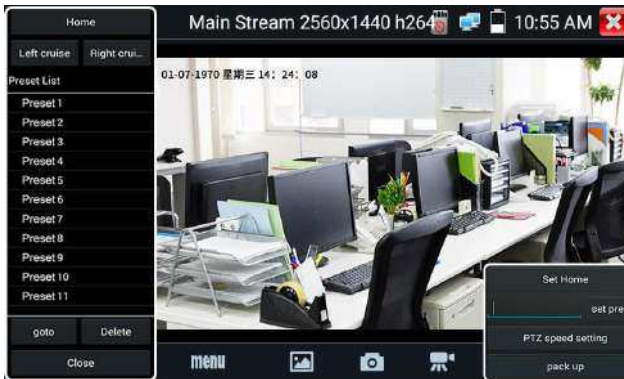 Home
Main Stream 2560x1440 h264
10:55 AM
Left cruise
Right crui...
Preset List
01-07-1970 星期三 14: 24: 08
Preset 1
Preset 2
Preset 3
Preset 4
Preset 5
Preset 6
Preset 7
Preset 8
Preset 9
Preset 10
Preset 11
Set Home
set pre
PTZ speed setting
pack up
goto
Delete
Close
menu